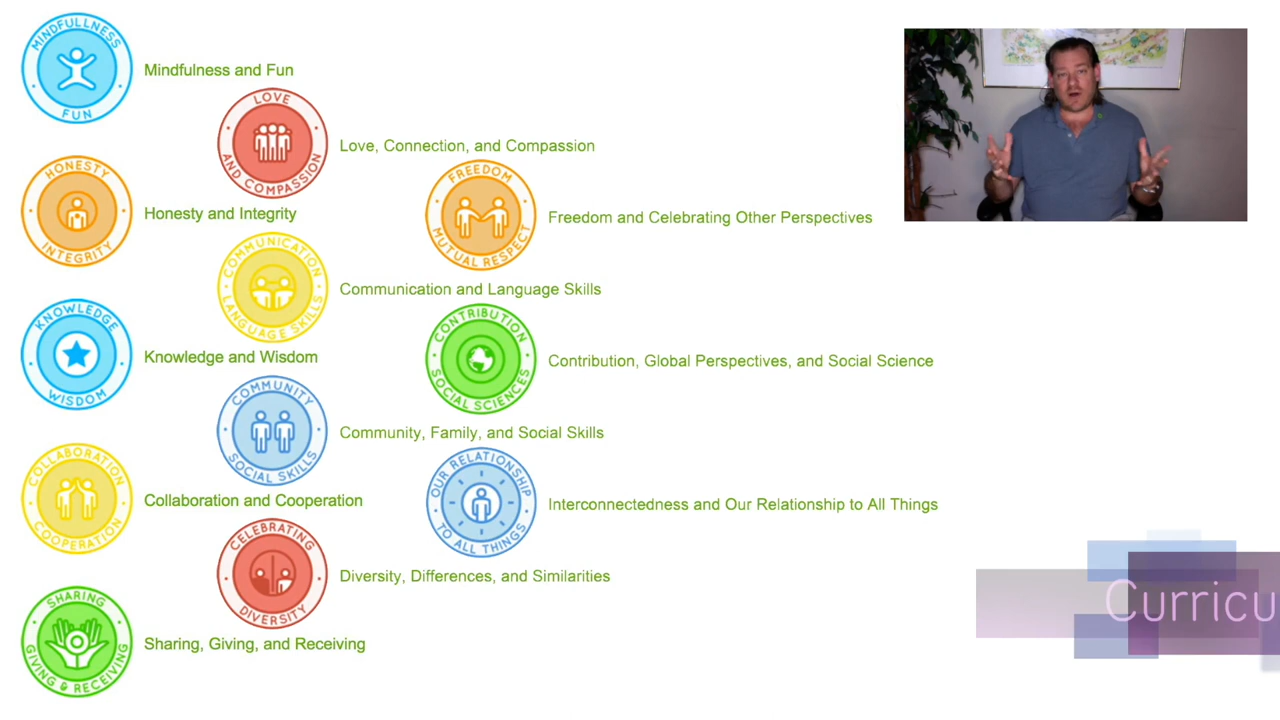 MINDFULLNESS
FUN
Mindfulness and Fun
LOVE
AND COMPASSION
Love, Connection, and Compassion
HONESTY
INTEGRITY
Honesty and Integrity
FREEDOM
MUTUAL RESPECT
Freedom and Celebrating Other Perspectives
COMMUNICATION
LANGUAGE SKILLS
Communication and Language Skills
KNOWLEDGE
WISDOM
Knowledge and Wisdom
CONTRIBUTION
SOCIAL SCIENCES
Contribution, Global Perspectives, and Social Science
COMMUNITY
SOCIAL SKILLS
Community, Family, and Social Skills
COLLABORATION
COOPERATION
Collaboration and Cooperation
OUR RELATIONSHIP
TO ALL THINGS
Interconnectedness and Our Relationship to All Things
CELEBRATING
DIVERSITY
Diversity, Differences, and Similarities
SHARING
GIVING & RECEIVING
Sharing, Giving, and Receiving
Curricu